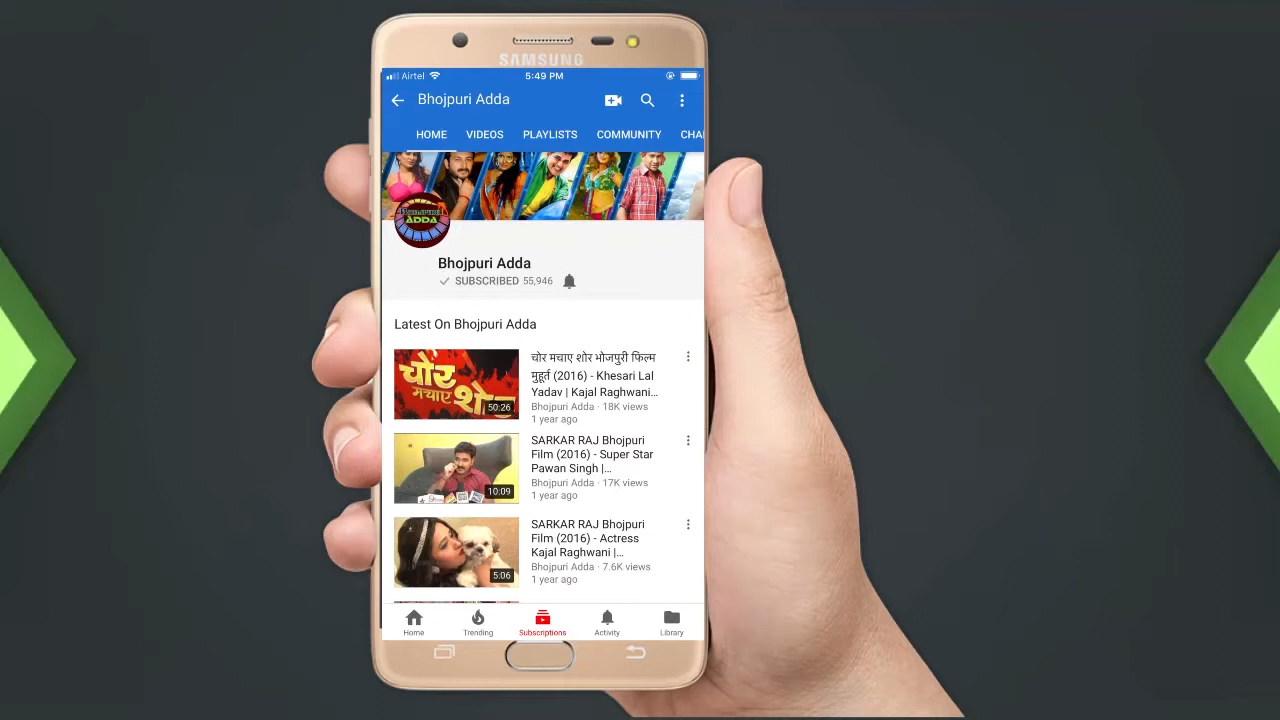 SAMSUNG
Airtel
5:49 PM
Bhojpuri Adda
HOME VIDEOS PLAYLISTS COMMUNITY CHA
BHOJPURI
ADDA
Bhojpuri Adda
SUBSCRIBED 55,946
Latest On Bhojpuri Adda
चोर
मचाए शोर
50:26
चोर मचाए शोर भोजपुरी फिल्म
मुहूर्त (2016) - Khesari Lal
Yadav | Kajal Raghwani...
Bhojpuri Adda · 18K views
1 year ago
10:09
SARKAR RAJ Bhojpuri
Film (2016) - Super Star
Pawan Singh |...
Bhojpuri Adda · 17K views
1 year ago
5:06
SARKAR RAJ Bhojpuri
Film (2016) - Actress
Kajal Raghwani |...
Bhojpuri Adda · 7.6K views
1 year ago
Home Trending Subscriptions Activity Library